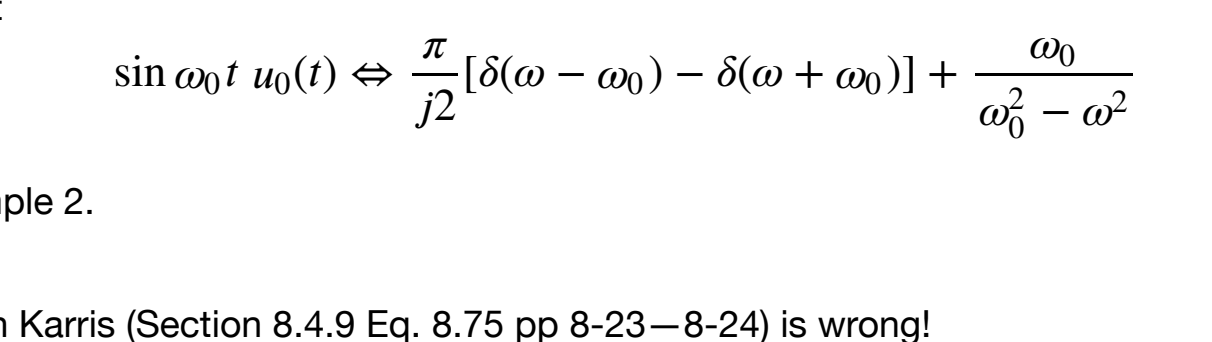 sin ω₀t u₀(t) ⇔ π/j2 [δ(ω − ω₀) − δ(ω + ω₀)] + ω₀/(ω₀² − ω²)
ple 2.
Karris (Section 8.4.9 Eq. 8.75 pp 8-23—8-24) is wrong!